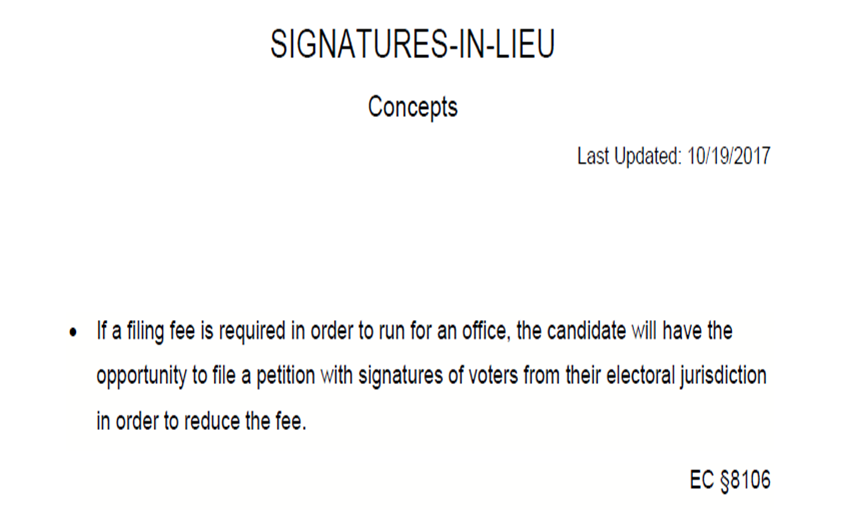 SIGNATURES-IN-LIEU
Concepts
Last Updated: 10/19/2017
• If a filing fee is required in order to run for an office, the candidate will have the
opportunity to file a petition with signatures of voters from their electoral jurisdiction
in order to reduce the fee.
EC §8106